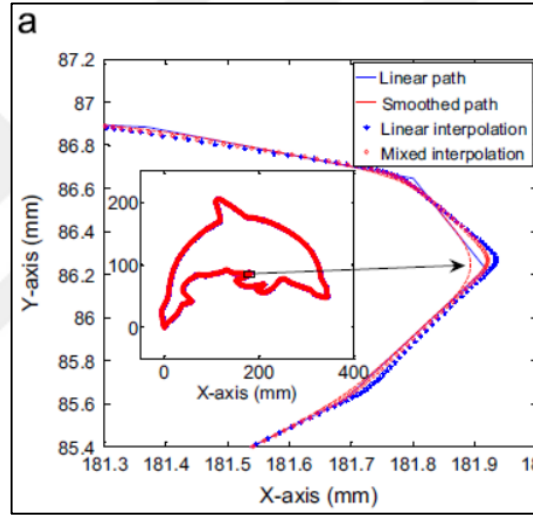 a
87.2
87
86.8
86.6
86.4
86.2
86
85.8
85.6
85.4
Y-axis (mm)
Linear path
Smoothed path
Linear interpolation
Mixed interpolation
200
100
0
0 200 400
X-axis (mm)
181.3 181.4 181.5 181.6 181.7 181.8 181.9
X-axis (mm)